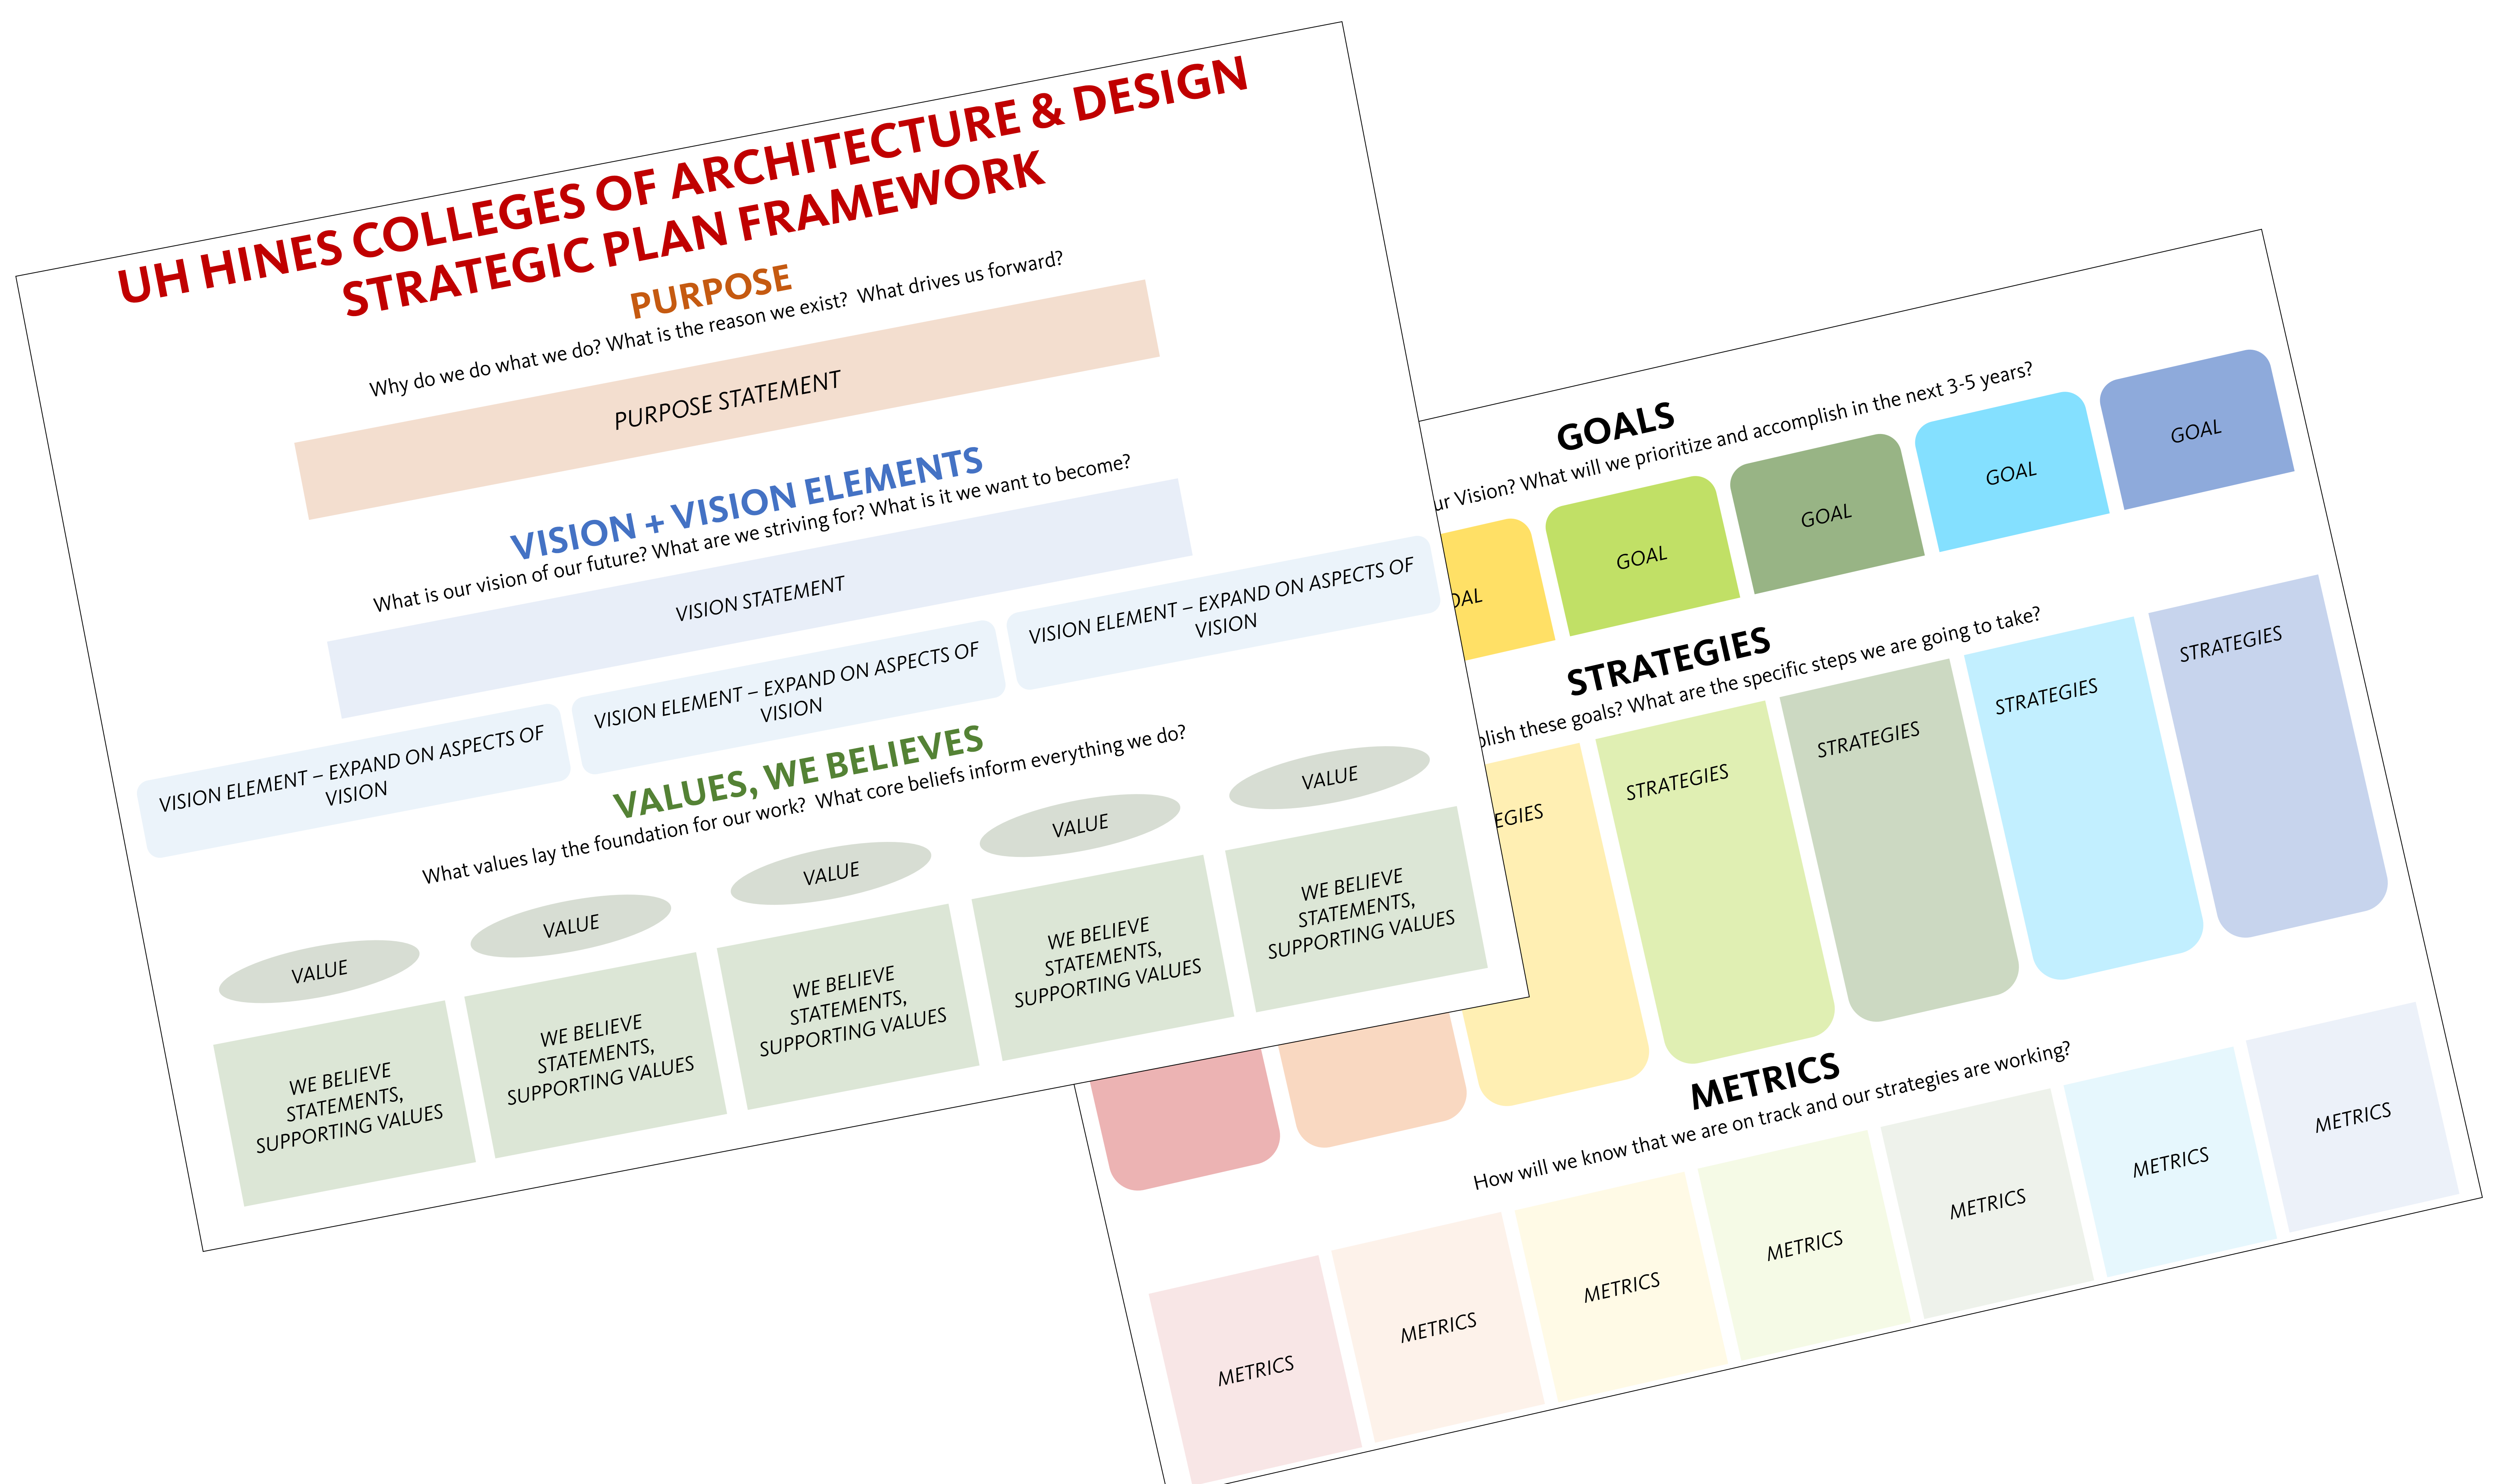 UH HINES COLLEGES OF ARCHITECTURE & DESIGN
STRATEGIC PLAN FRAMEWORK
PURPOSE
Why do we do what we do? What is the reason we exist?  What drives us forward?
PURPOSE STATEMENT
VISION + VISION ELEMENTS
What is our vision of our future? What are we striving for? What is it we want to become?
VISION STATEMENT
VISION ELEMENT – EXPAND ON ASPECTS OF
VISION
VISION ELEMENT – EXPAND ON ASPECTS OF
VISION
VISION ELEMENT – EXPAND ON ASPECTS OF
VISION
VALUES, WE BELIEVES
What values lay the foundation for our work?  What core beliefs inform everything we do?
VALUE
VALUE
VALUE
VALUE
VALUE
WE BELIEVE
STATEMENTS,
SUPPORTING VALUES
WE BELIEVE
STATEMENTS,
SUPPORTING VALUES
WE BELIEVE
STATEMENTS,
SUPPORTING VALUES
WE BELIEVE
STATEMENTS,
SUPPORTING VALUES
WE BELIEVE
STATEMENTS,
SUPPORTING VALUES
GOALS
Vision? What will we prioritize and accomplish in the next 3-5 years?
GOAL
GOAL
GOAL
GOAL
STRATEGIES
these goals? What are the specific steps we are going to take?
STRATEGIES
STRATEGIES
STRATEGIES
STRATEGIES
METRICS
How will we know that we are on track and our strategies are working?
METRICS
METRICS
METRICS
METRICS
METRICS
METRICS
METRICS